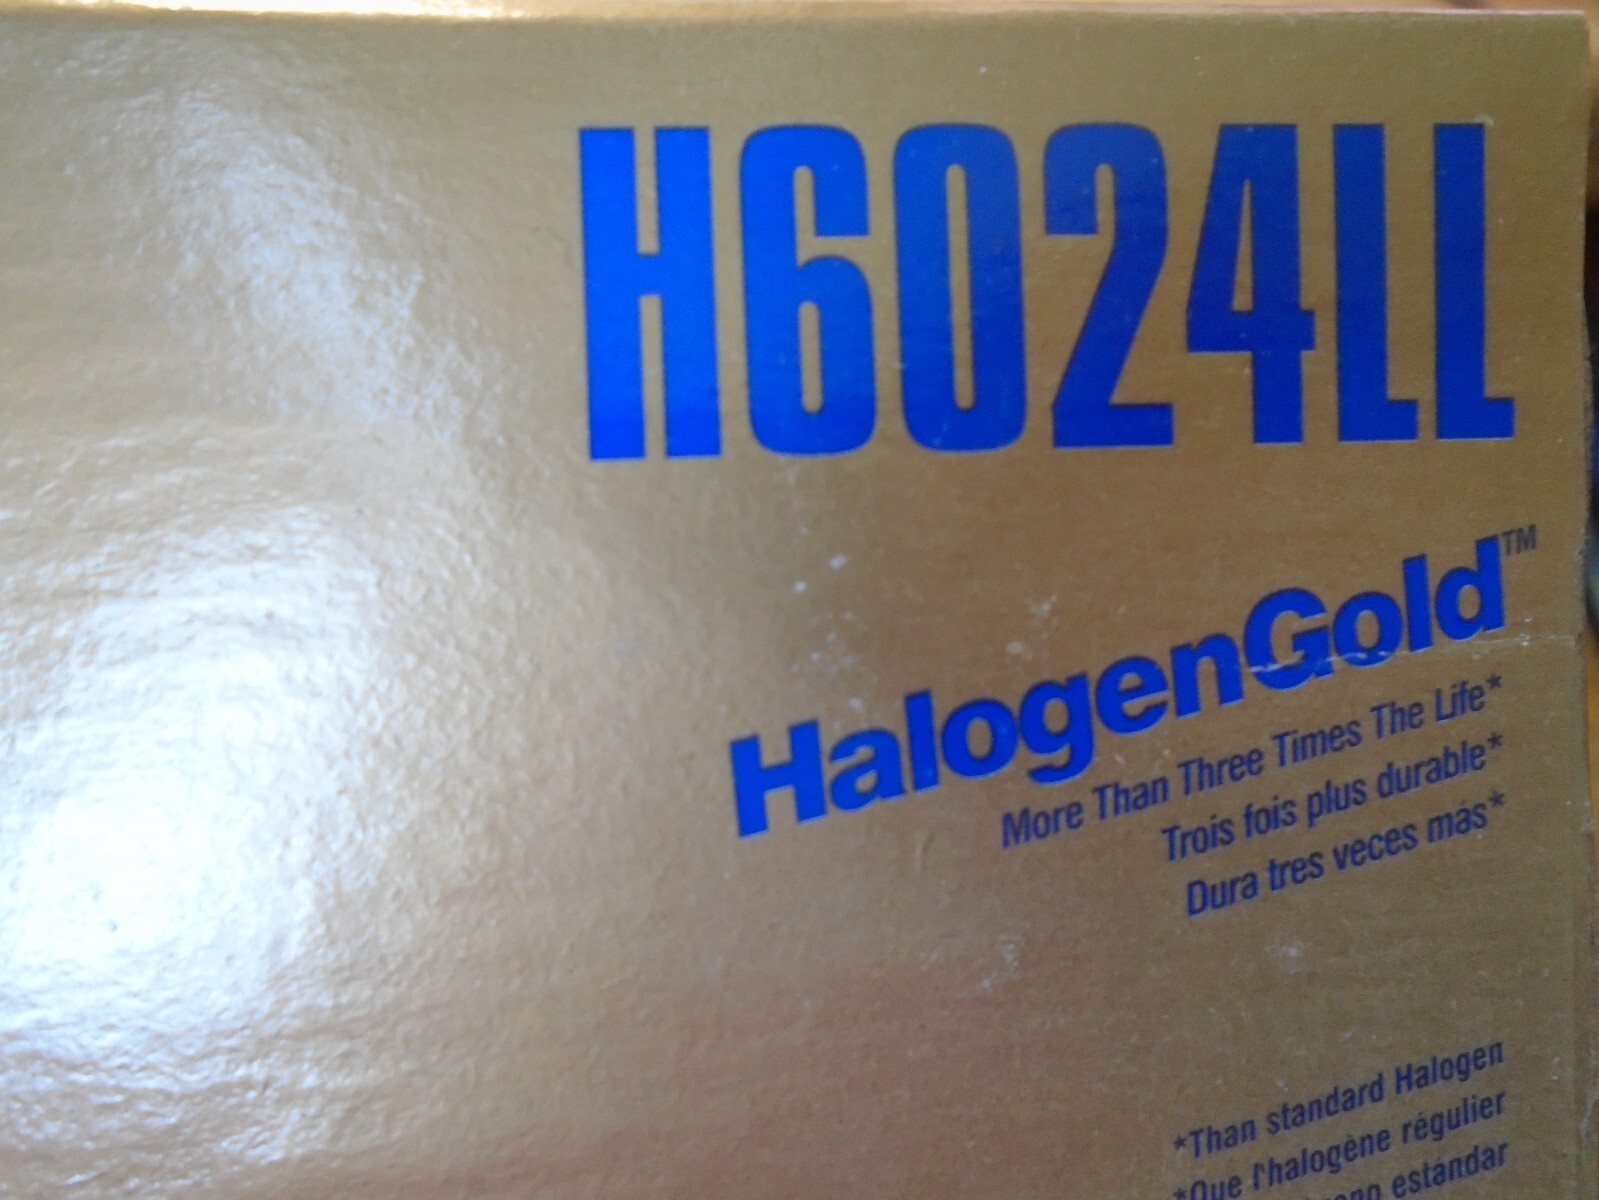 H6024LL
HalogenGold™
More Than Three Times The Life*
Trois fois plus durable*
Dura tres veces más*
*Than standard Halogen
*Que l'halogène régulier
estándar